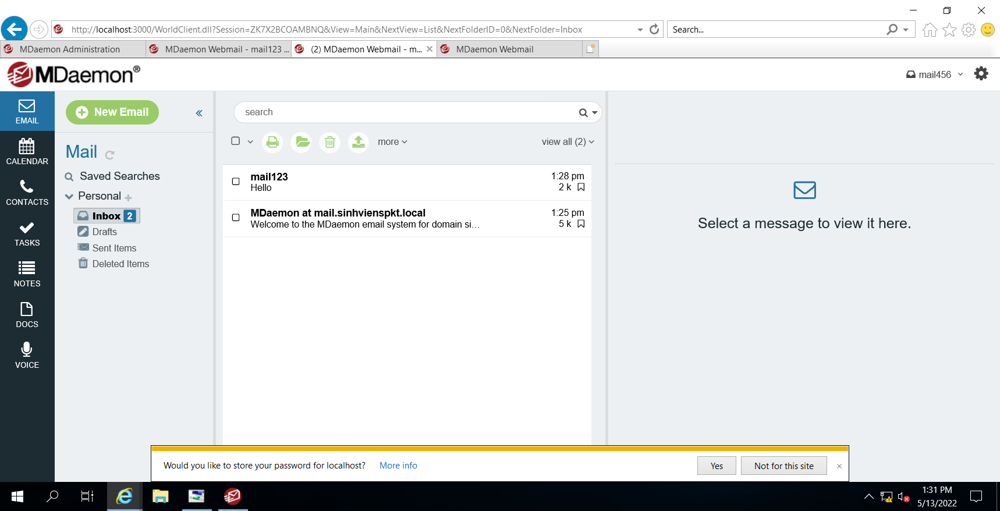 http://localhost:3000/WorldClient.dll?Session=ZK7X2BCOAMBNQ&View=Main&NextView=List&NextFolderID=0&NextFolder=Inbox
Search...
MDaemon Administration
MDaemon Webmail - mail123 ...
(2) MDaemon Webmail - m...
MDaemon Webmail
MDaemon®
mail456
EMAIL
CALENDAR
CONTACTS
TASKS
NOTES
DOCS
VOICE
New Email
Mail
Saved Searches
Personal
Inbox 2
Drafts
Sent Items
Deleted Items
search
more
view all (2)
mail123 1:28 pm
Hello 2 k
MDaemon at mail.sinhvienspkt.local 1:25 pm
Welcome to the MDaemon email system for domain si... 5 k
Select a message to view it here.
Would you like to store your password for localhost? More info Yes Not for this site
1:31 PM
5/13/2022